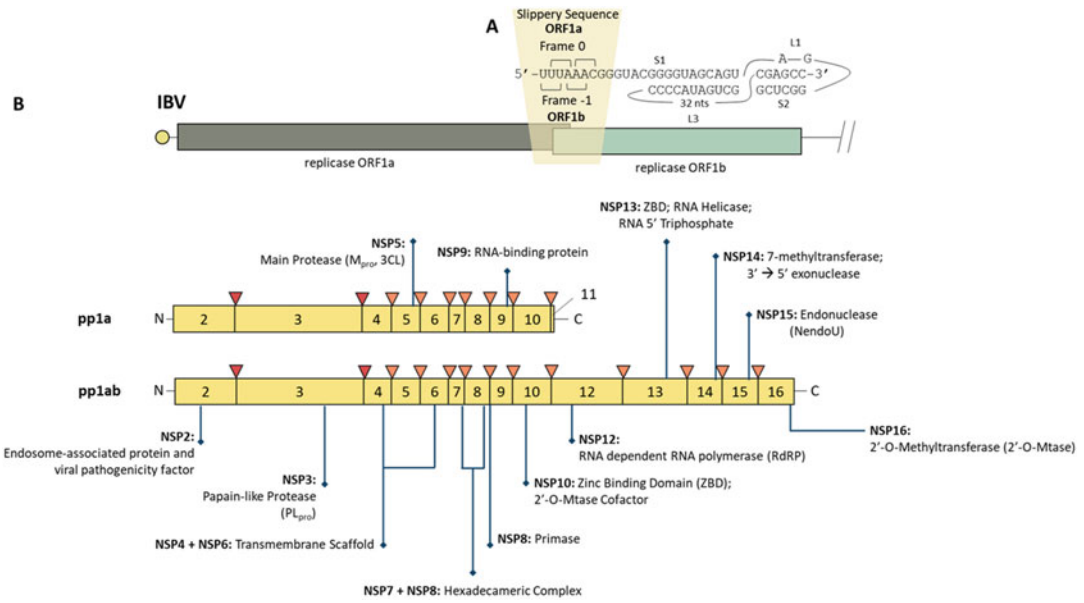 A
Slippery Sequence
ORF1a
Frame 0
5′ -UUUAAACGGGUACGGGGUAGCAGU
S1
A G
L1
CGAGCC-3′
CCCCAUAGUCG
GCUCGG
32 nts
S2
L3
Frame -1
ORF1b
B
IBV
replicase ORF1a
replicase ORF1b
NSP13: ZBD; RNA Helicase;
RNA 5′ Triphosphate
NSP5:
Main Protease (Mpro, 3CL)
NSP9: RNA-binding protein
NSP14: 7-methyltransferase;
3′ → 5′ exonuclease
NSP15: Endonuclease
(NendoU)
11
pp1a N 2 3 4 5 6 7 8 9 10 C
pp1ab N 2 3 4 5 6 7 8 9 10 12 13 14 15 16 C
NSP2:
Endosome-associated protein and
viral pathogenicity factor
NSP3:
Papain-like Protease
(PLpro)
NSP4 + NSP6: Transmembrane Scaffold
NSP7 + NSP8: Hexadecameric Complex
NSP8: Primase
NSP10: Zinc Binding Domain (ZBD);
2′-O-Mtase Cofactor
NSP12:
RNA dependent RNA polymerase (RdRP)
NSP16:
2′-O-Methyltransferase (2′-O-Mtase)